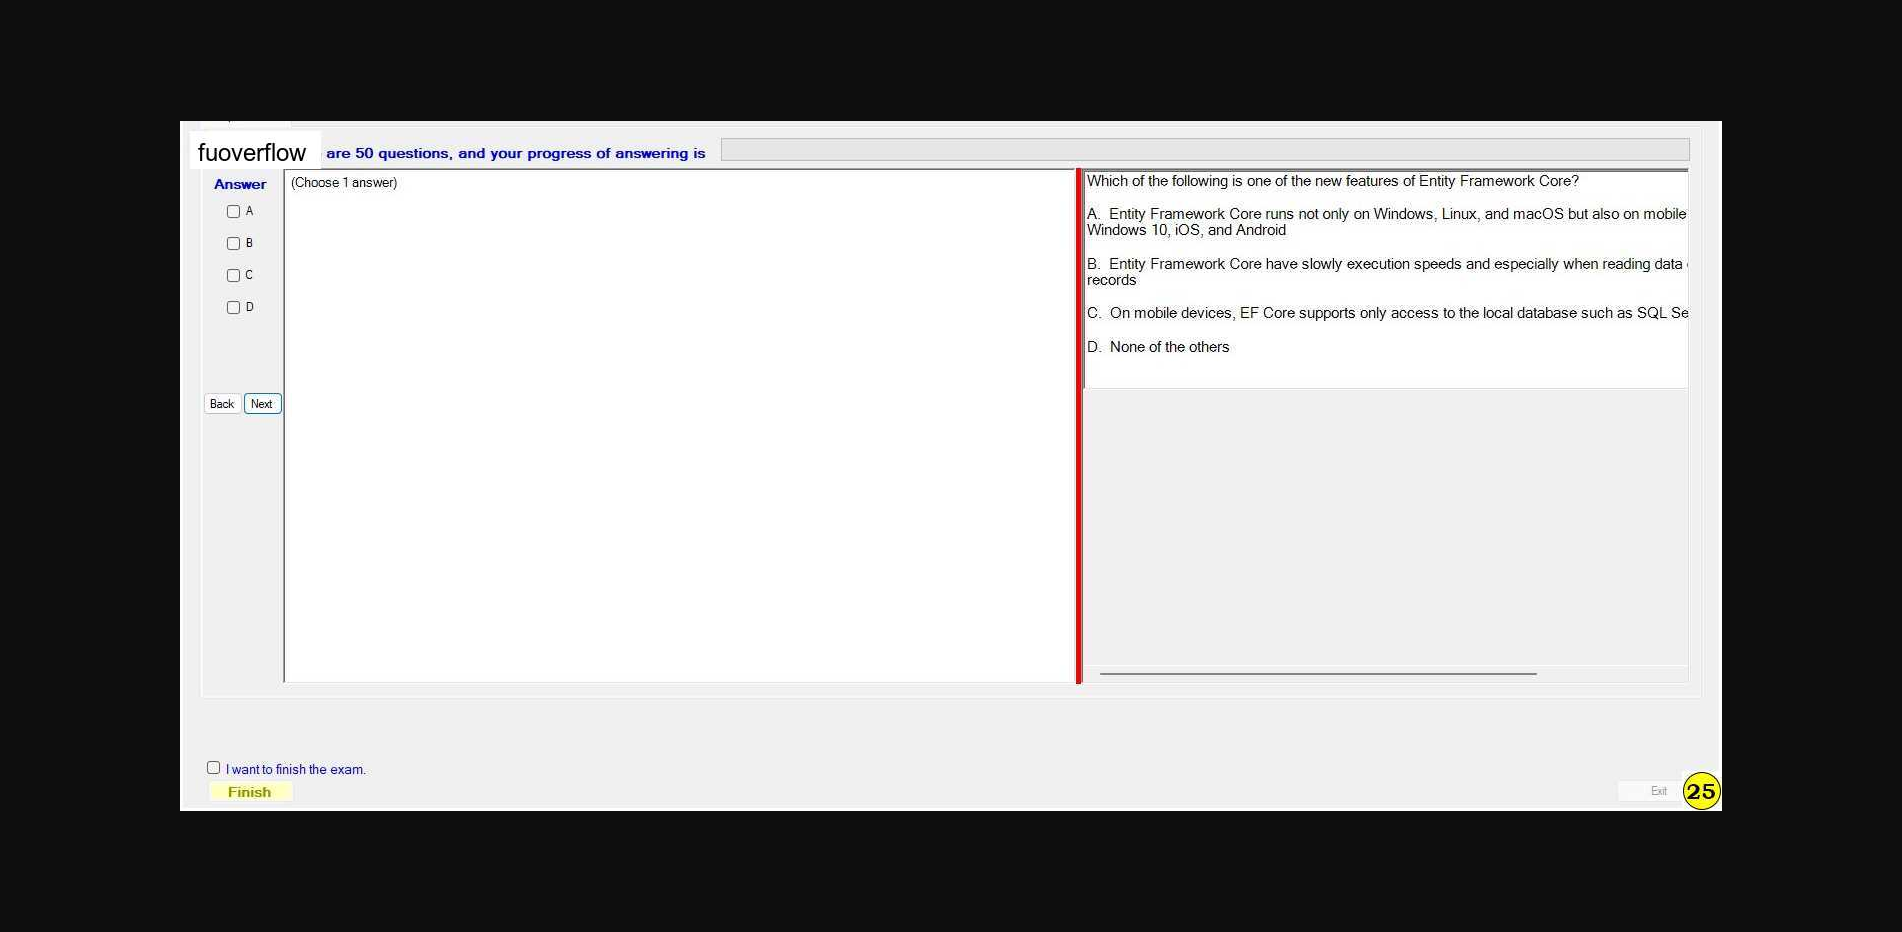 fuoverflow are 50 questions, and your progress of answering is
Answer
A
B
C
D
Back Next
(Choose 1 answer)
Which of the following is one of the new features of Entity Framework Core?
A. Entity Framework Core runs not only on Windows, Linux, and macOS but also on mobile
Windows 10, iOS, and Android
B. Entity Framework Core have slowly execution speeds and especially when reading data
records
C. On mobile devices, EF Core supports only access to the local database such as SQL Se
D. None of the others
I want to finish the exam.
Finish
Exit
25